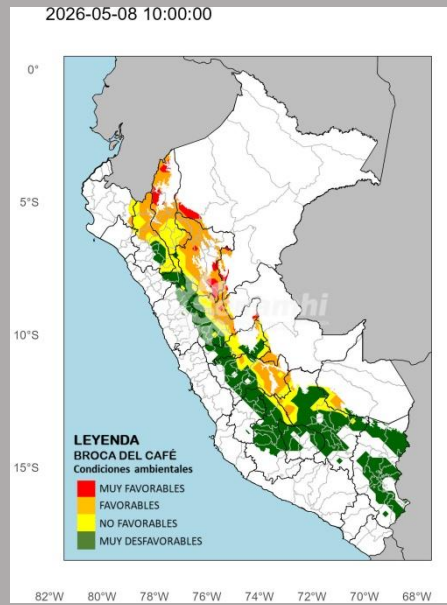 2026-05-08 10:00:00
0°
5°S
10°S
15°S
senamhi
LEYENDA
BROCA DEL CAFÉ
Condiciones ambientales
MUY FAVORABLES
FAVORABLES
NO FAVORABLES
MUY DESFAVORABLES
82°W 80°W 78°W 76°W 74°W 72°W 70°W 68°W